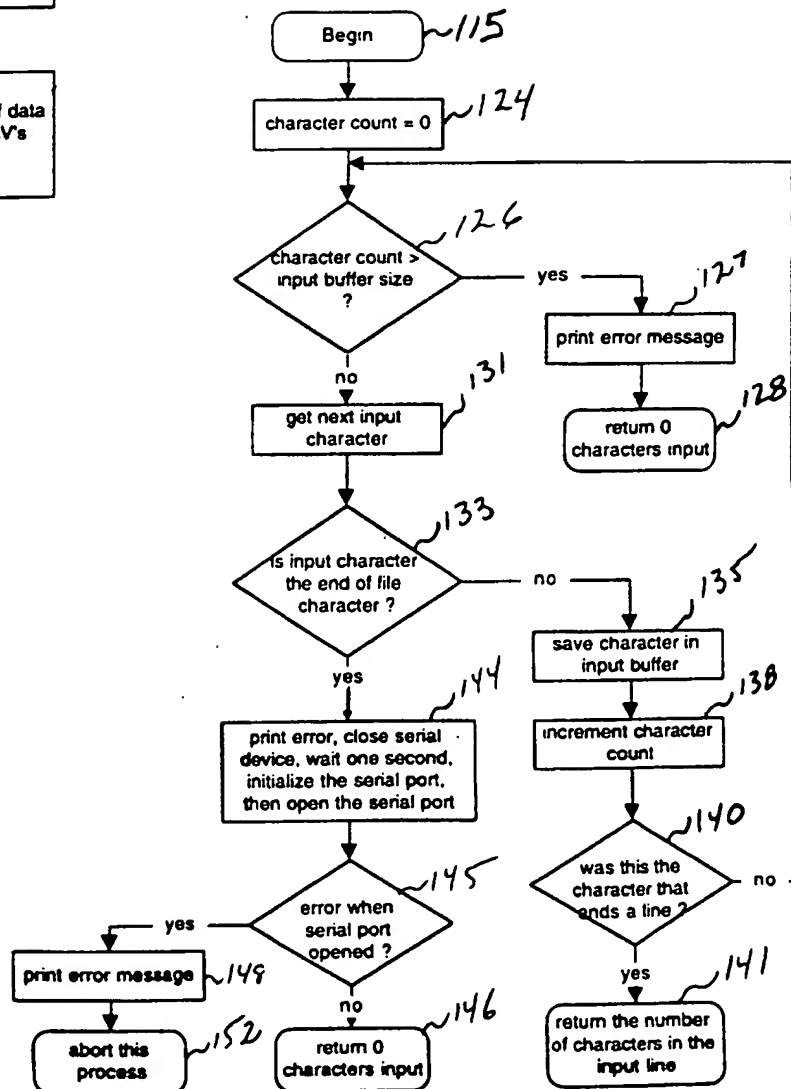 Begin
115
f data
V's
character count = 0
124
character count >
input buffer size
?
126
yes
127
print error message
no
131
get next input
character
return 0
characters input
128
is input character
the end of file
character ?
133
no
135
save character in
input buffer
yes
144
138
print error, close serial
device, wait one second,
initialize the serial port,
then open the serial port
increment character
count
140
was this the
character that
ends a line ?
no
error when
serial port
opened ?
145
yes
print error message
149
no
146
yes
141
abort this
process
152
return 0
characters input
return the number
of characters in the
input line